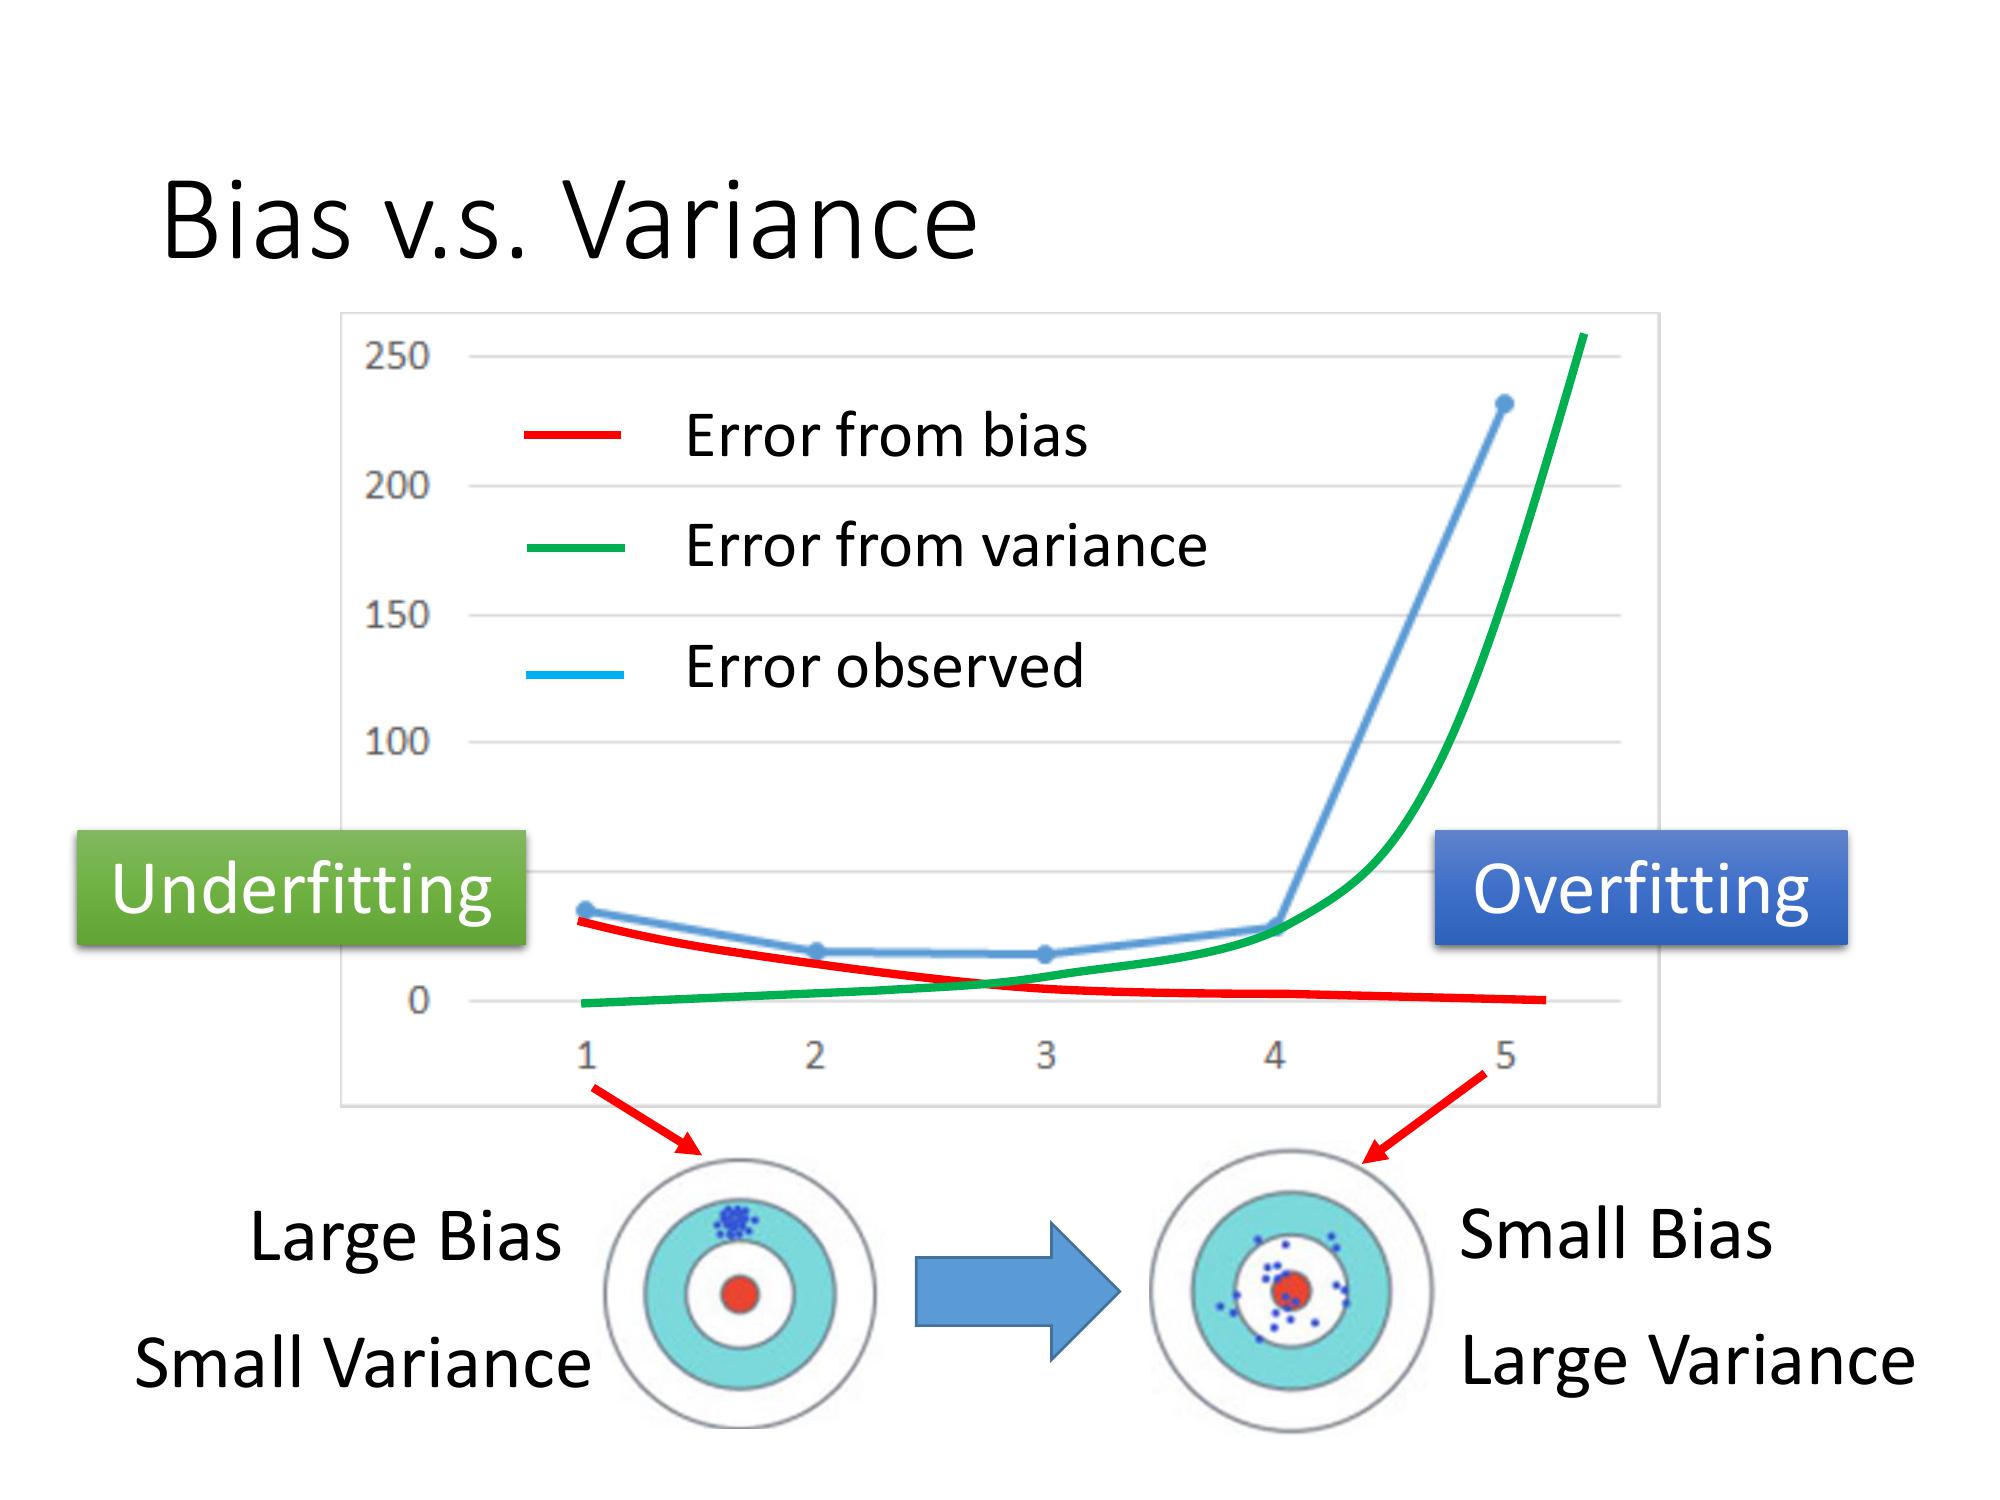 Bias v.s. Variance
250
Error from bias
200
Error from variance
150
Error observed
100
Underfitting
Overfitting
0
1 2 3 4 5
Large Bias
Small Variance
Small Bias
Large Variance